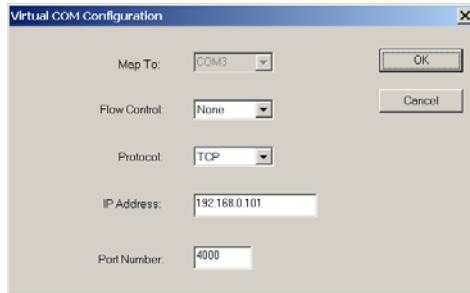 Virtual COM Configuration
Map To: COM3 OK
Flow Control: None Cancel
Protocol: TCP
IP Address: 192.168.0.101
Port Number: 4000